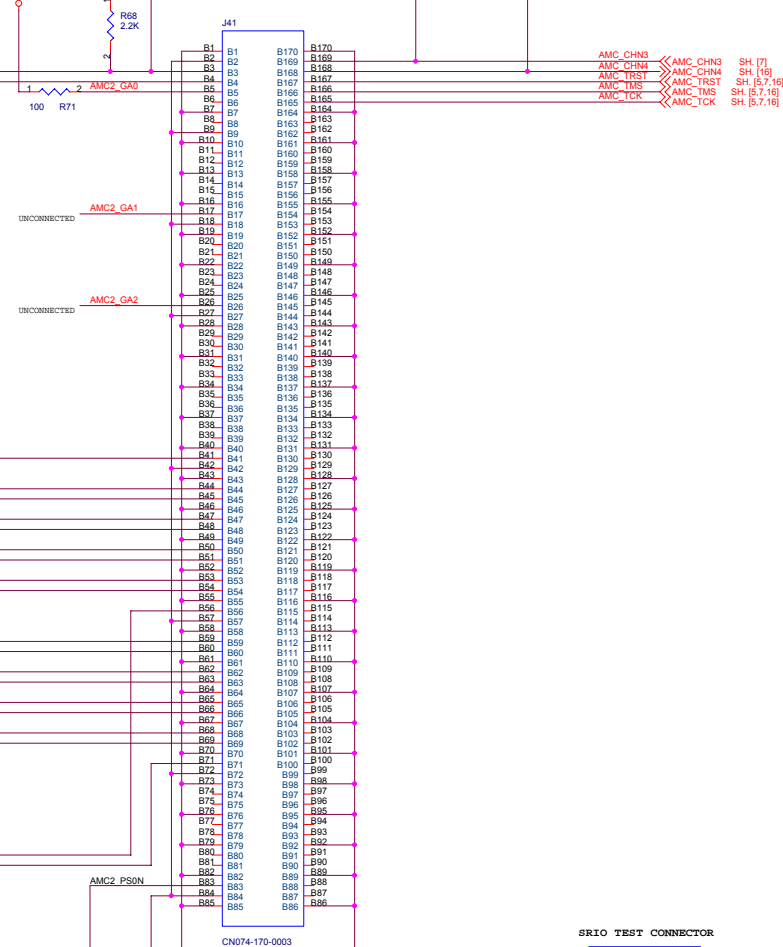 R68
2.2K
1
2
J41
1 2
100 R71
AMC2_GA0
AMC_CHN3 AMC_CHN3 SH. [7]
AMC_CHN4 AMC_CHN4 SH. [16]
AMC_TRST AMC_TRST SH. [5,7,16]
AMC_TMS AMC_TMS SH. [5,7,16]
AMC_TCK AMC_TCK SH. [5,7,16]
B1 B1 B170 B170
B2 B2 B169 B169
B3 B3 B168 B168
B4 B4 B167 B167
B5 B5 B166 B166
B6 B6 B165 B165
B7 B7 B164 B164
B8 B8 B163 B163
B9 B9 B162 B162
B10 B10 B161 B161
B11 B11 B160 B160
B12 B12 B159 B159
B13 B13 B158 B158
B14 B14 B157 B157
B15 B15 B156 B156
B16 B16 B155 B155
AMC2_GA1
UNCONNECTED
B17 B17 B154 B154
B18 B18 B153 B153
B19 B19 B152 B152
B20 B20 B151 B151
B21 B21 B150 B150
B22 B22 B149 B149
B23 B23 B148 B148
B24 B24 B147 B147
B25 B25 B146 B146
AMC2_GA2
UNCONNECTED
B26 B26 B145 B145
B27 B27 B144 B144
B28 B28 B143 B143
B29 B29 B142 B142
B30 B30 B141 B141
B31 B31 B140 B140
B32 B32 B139 B139
B33 B33 B138 B138
B34 B34 B137 B137
B35 B35 B136 B136
B36 B36 B135 B135
B37 B37 B134 B134
B38 B38 B133 B133
B39 B39 B132 B132
B40 B40 B131 B131
B41 B41 B130 B130
B42 B42 B129 B129
B43 B43 B128 B128
B44 B44 B127 B127
B45 B45 B126 B126
B46 B46 B125 B125
B47 B47 B124 B124
B48 B48 B123 B123
B49 B49 B122 B122
B50 B50 B121 B121
B51 B51 B120 B120
B52 B52 B119 B119
B53 B53 B118 B118
B54 B54 B117 B117
B55 B55 B116 B116
B56 B56 B115 B115
B57 B57 B114 B114
B58 B58 B113 B113
B59 B59 B112 B112
B60 B60 B111 B111
B61 B61 B110 B110
B62 B62 B109 B109
B63 B63 B108 B108
B64 B64 B107 B107
B65 B65 B106 B106
B66 B66 B105 B105
B67 B67 B104 B104
B68 B68 B103 B103
B69 B69 B102 B102
B70 B70 B101 B101
B71 B71 B100 B100
B72 B72 B99 B99
B73 B73 B98 B98
B74 B74 B97 B97
B75 B75 B96 B96
B76 B76 B95 B95
B77 B77 B94 B94
B78 B78 B93 B93
B79 B79 B92 B92
B80 B80 B91 B91
B81 B81 B90 B90
B82 B82 B89 B89
AMC2_PS0N
B83 B83 B88 B88
B84 B84 B87 B87
B85 B85 B86 B86
CN074-170-0003
SRIO TEST CONNECTOR